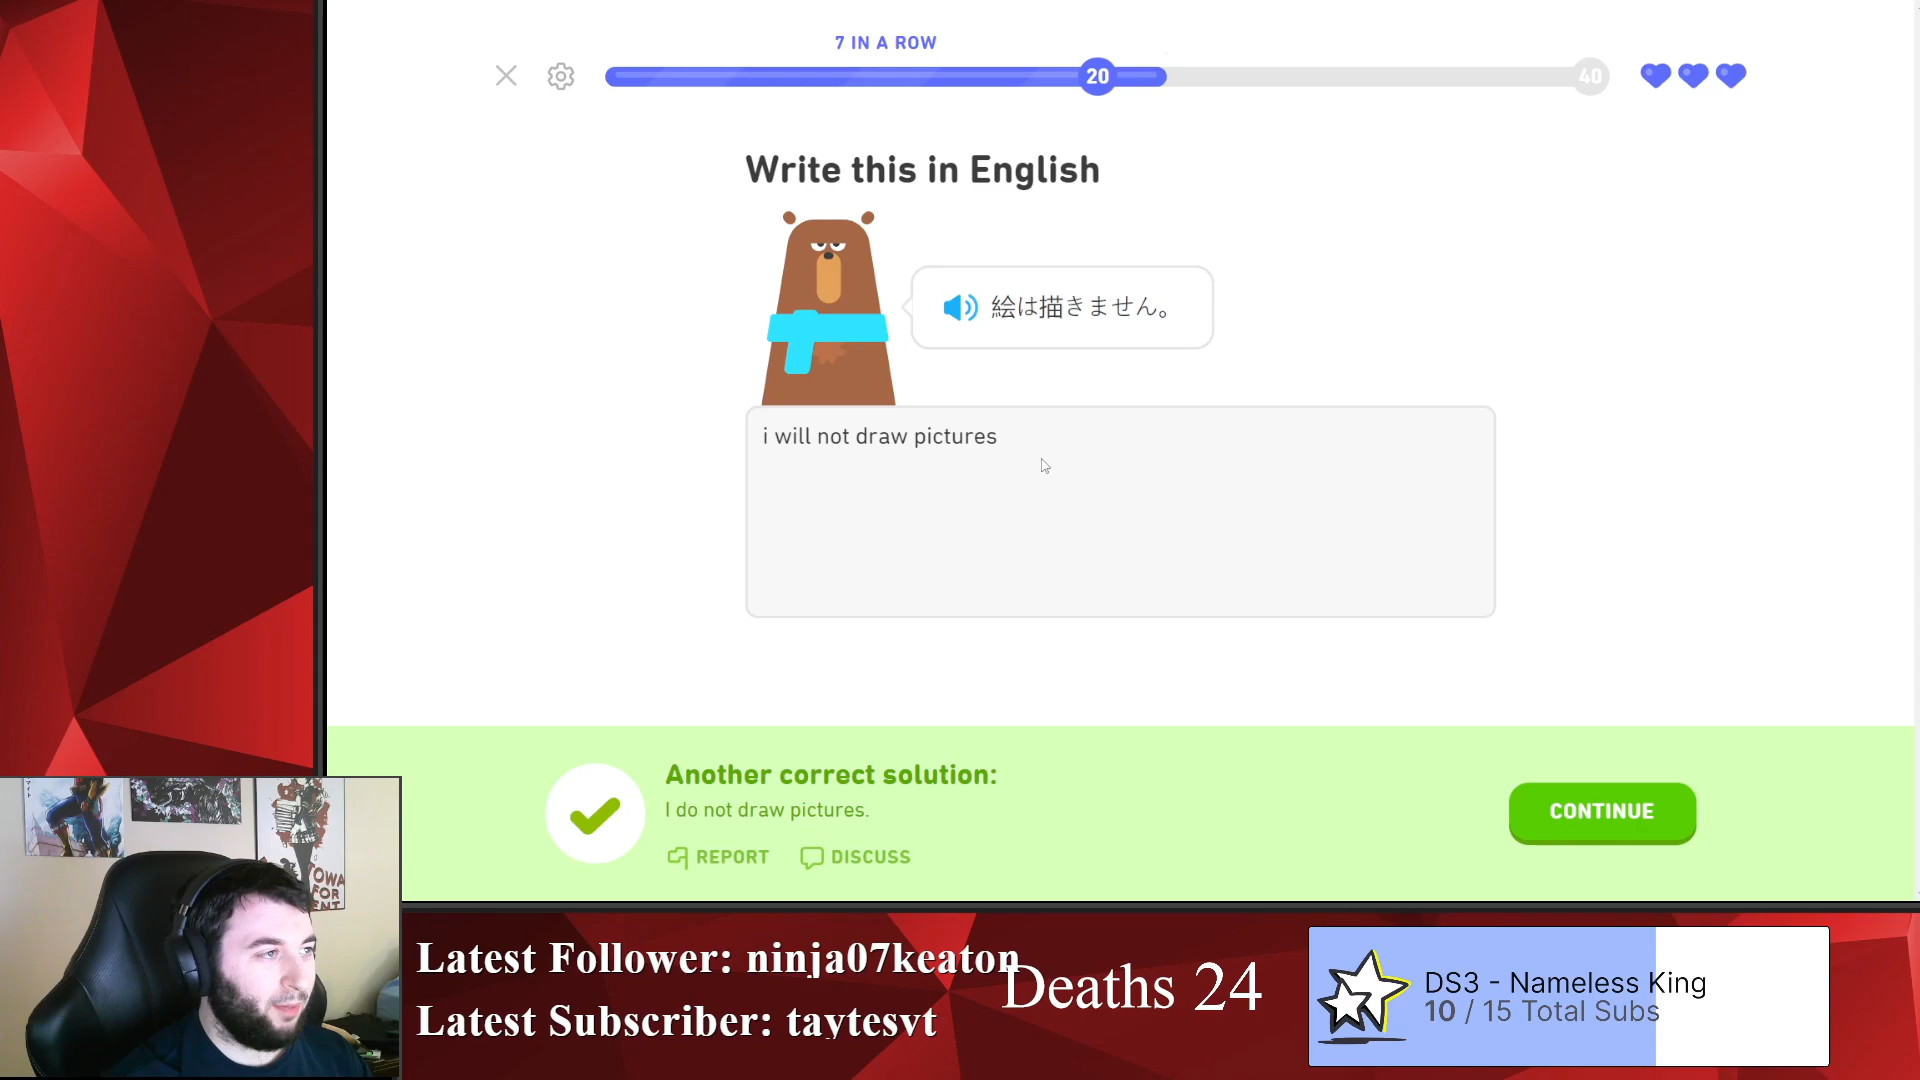 7 IN A ROW
20
40
Write this in English
絵は描きません。
i will not draw pictures
Another correct solution:
I do not draw pictures.
REPORT
DISCUSS
CONTINUE
TOWA
FOR
Latest Follower: ninja07keaton
Latest Subscriber: taytesvt
Deaths 24
DS3 - Nameless King
10 / 15 Total Subs